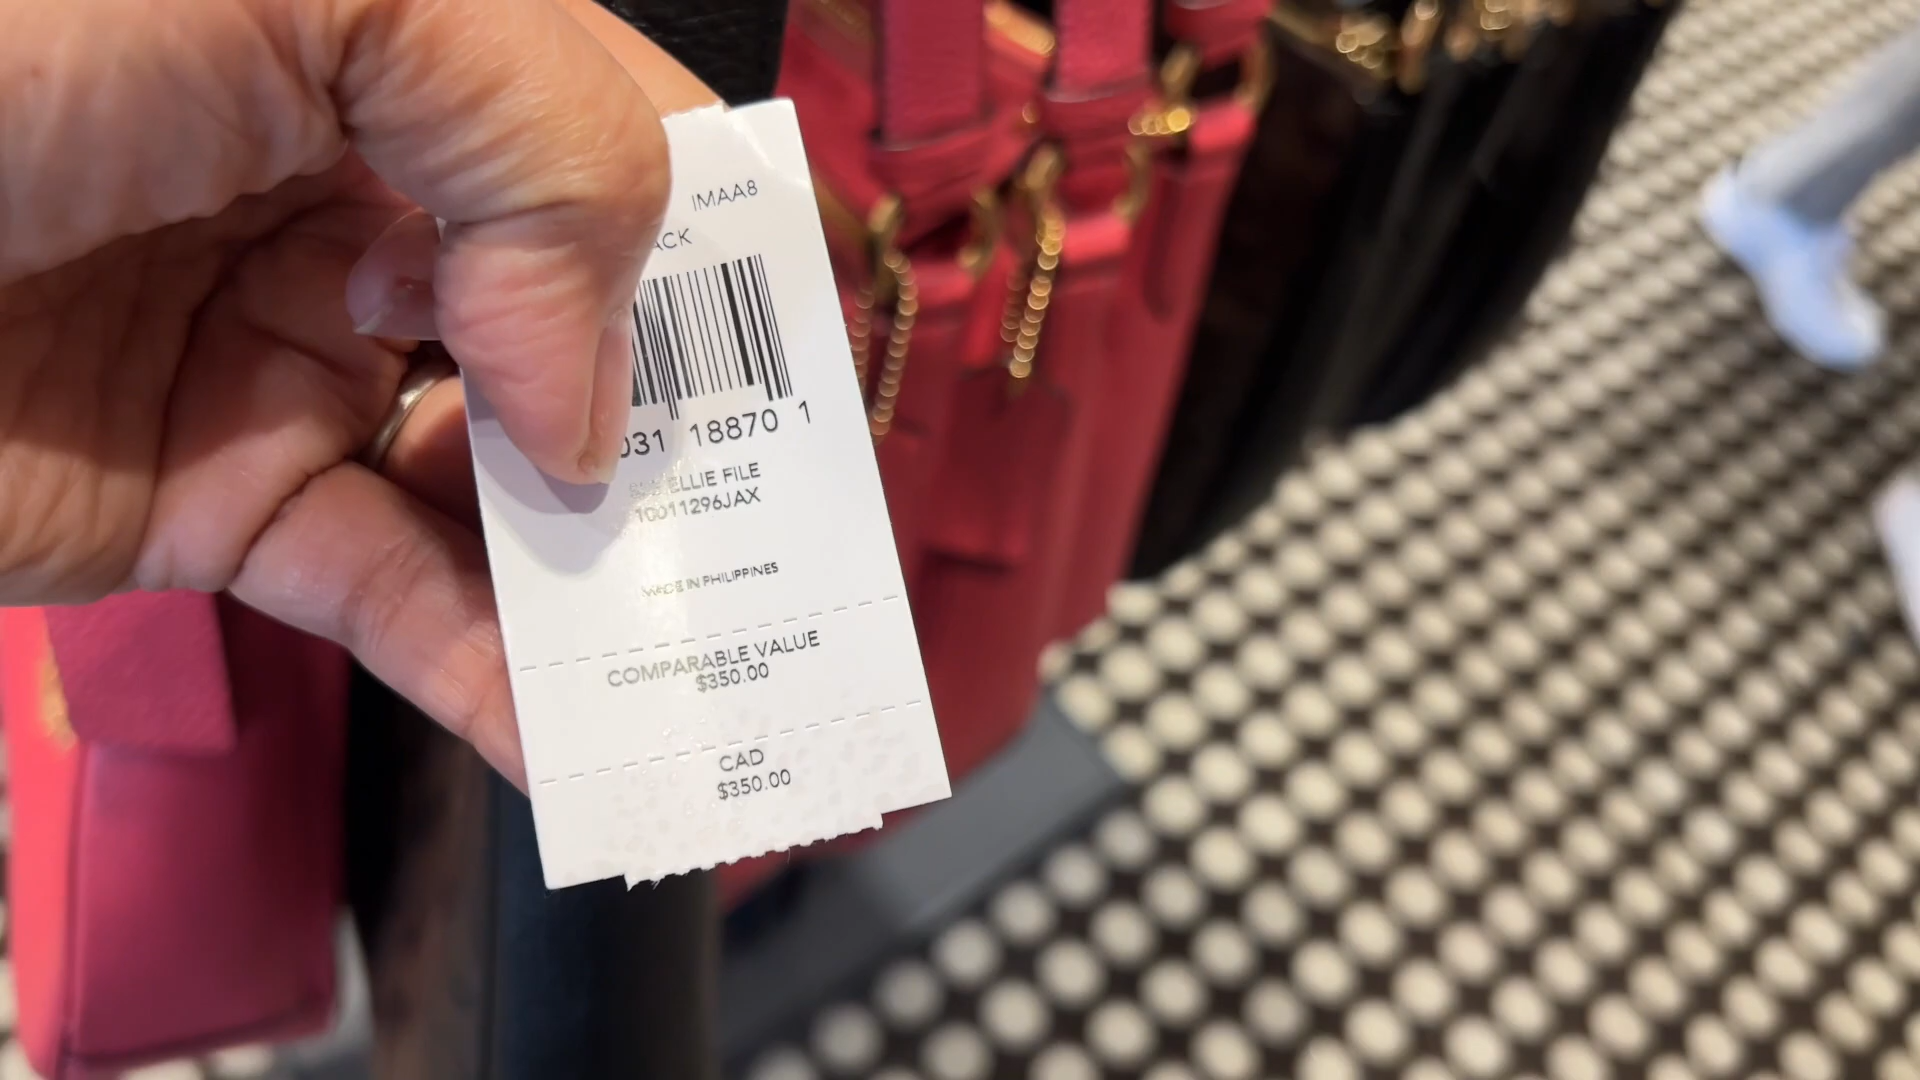 IMAA8
ACK
031 18870 1
ELLIE FILE
10011296JAX
MADE IN PHILIPPINES
COMPARABLE VALUE
$350.00
CAD
$350.00